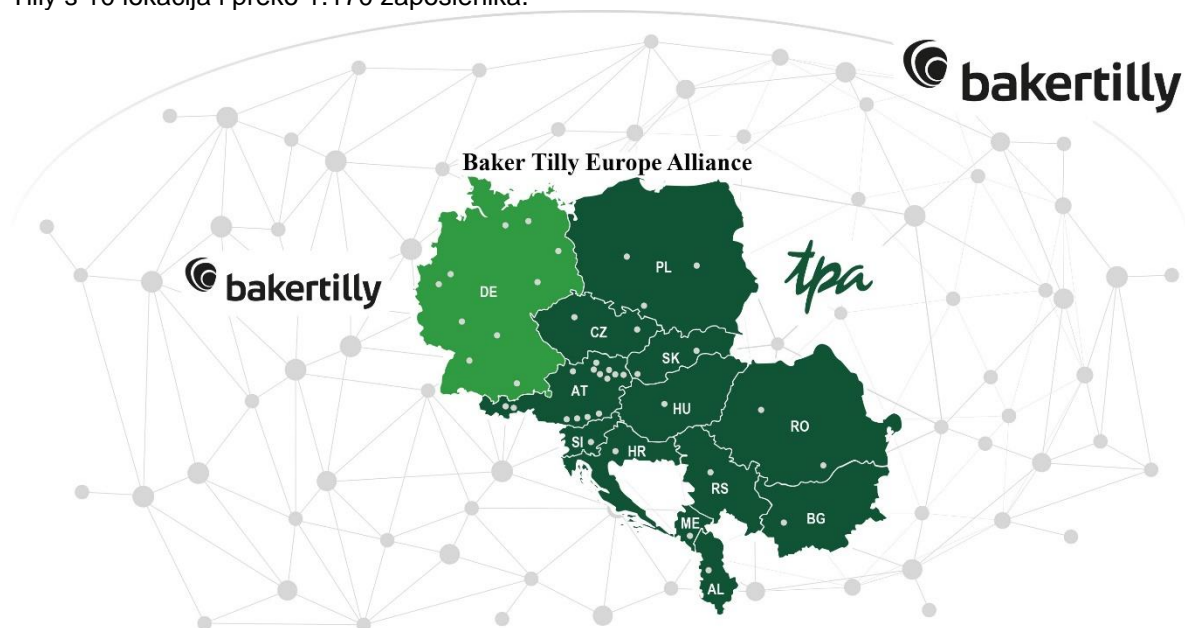 Tilly s 10 lokacija i preko 1.170 zaposlenika.
bakertilly
Baker Tilly Europe Alliance
bakertilly
tpa
DE
PL
CZ
SK
AT
HU
RO
SI
HR
RS
BG
ME
AL